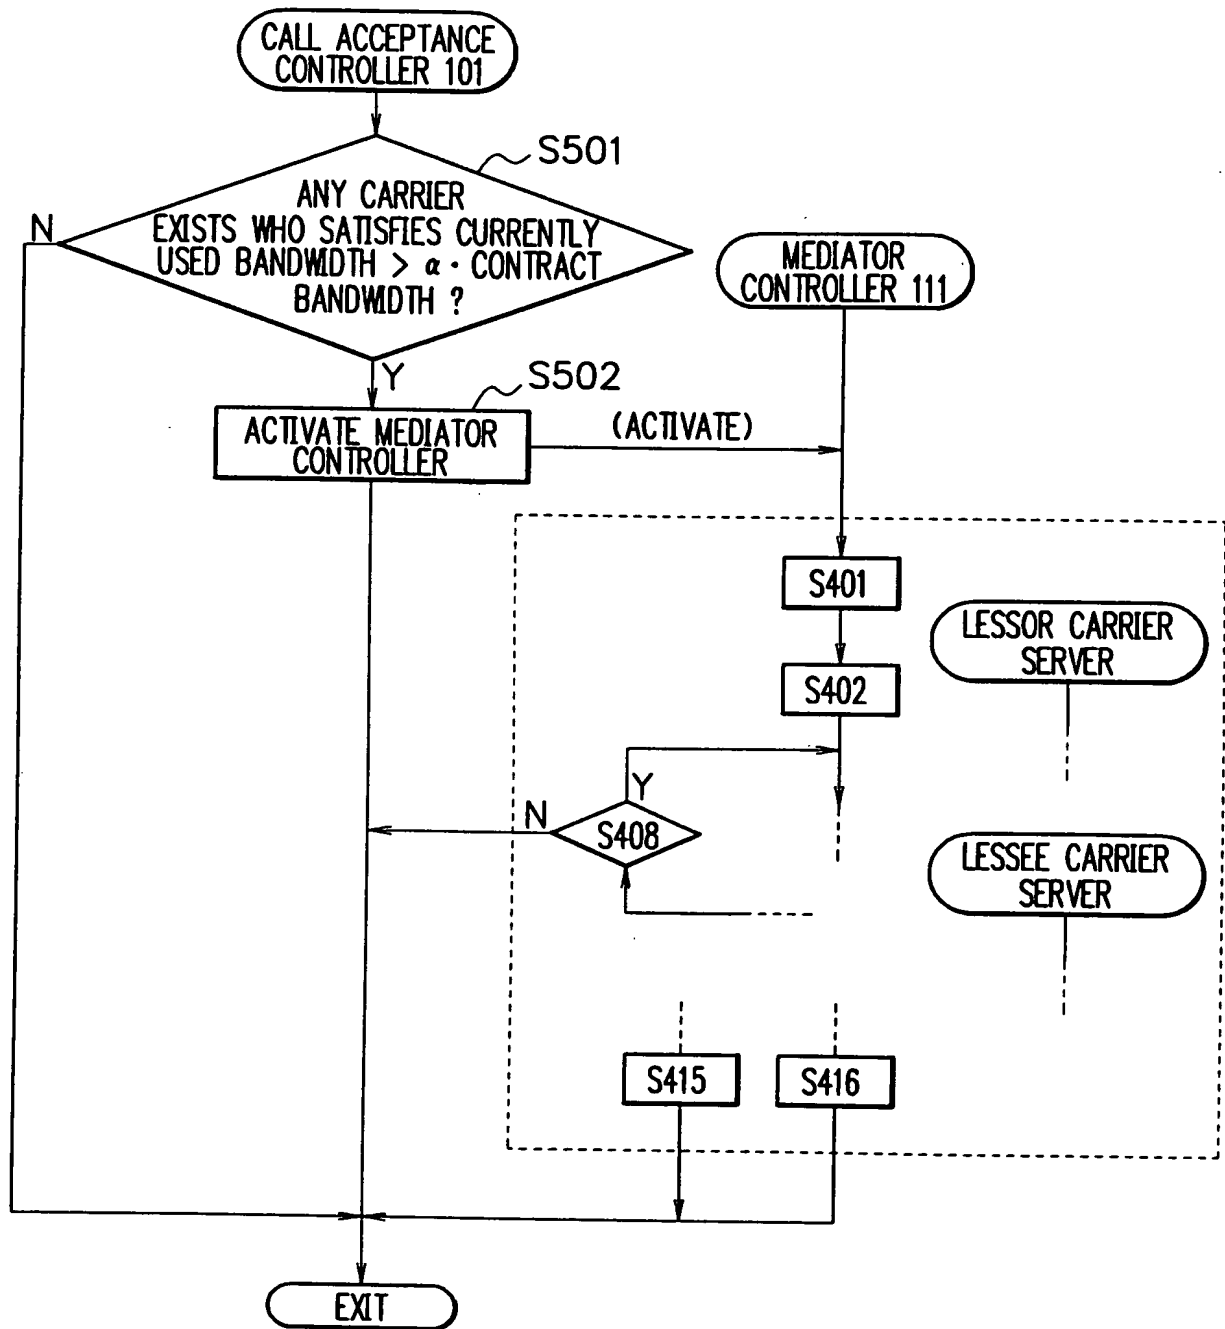 CALL ACCEPTANCE
CONTROLLER 101
S501
ANY CARRIER
EXISTS WHO SATISFIES CURRENTLY
USED BANDWIDTH > α · CONTRACT
BANDWIDTH ?
N
MEDIATOR
CONTROLLER 111
Y
S502
ACTIVATE MEDIATOR
CONTROLLER
(ACTIVATE)
S401
LESSOR CARRIER
SERVER
S402
Y
N
S408
LESSEE CARRIER
SERVER
S415
S416
EXIT